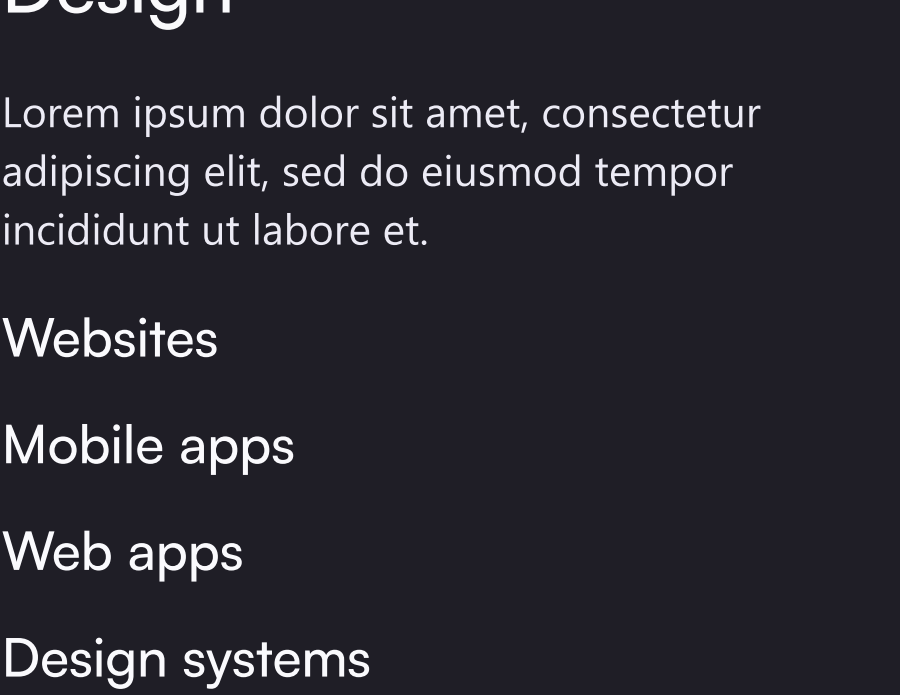 Design
Lorem ipsum dolor sit amet, consectetur
adipiscing elit, sed do eiusmod tempor
incididunt ut labore et.
Websites
Mobile apps
Web apps
Design systems